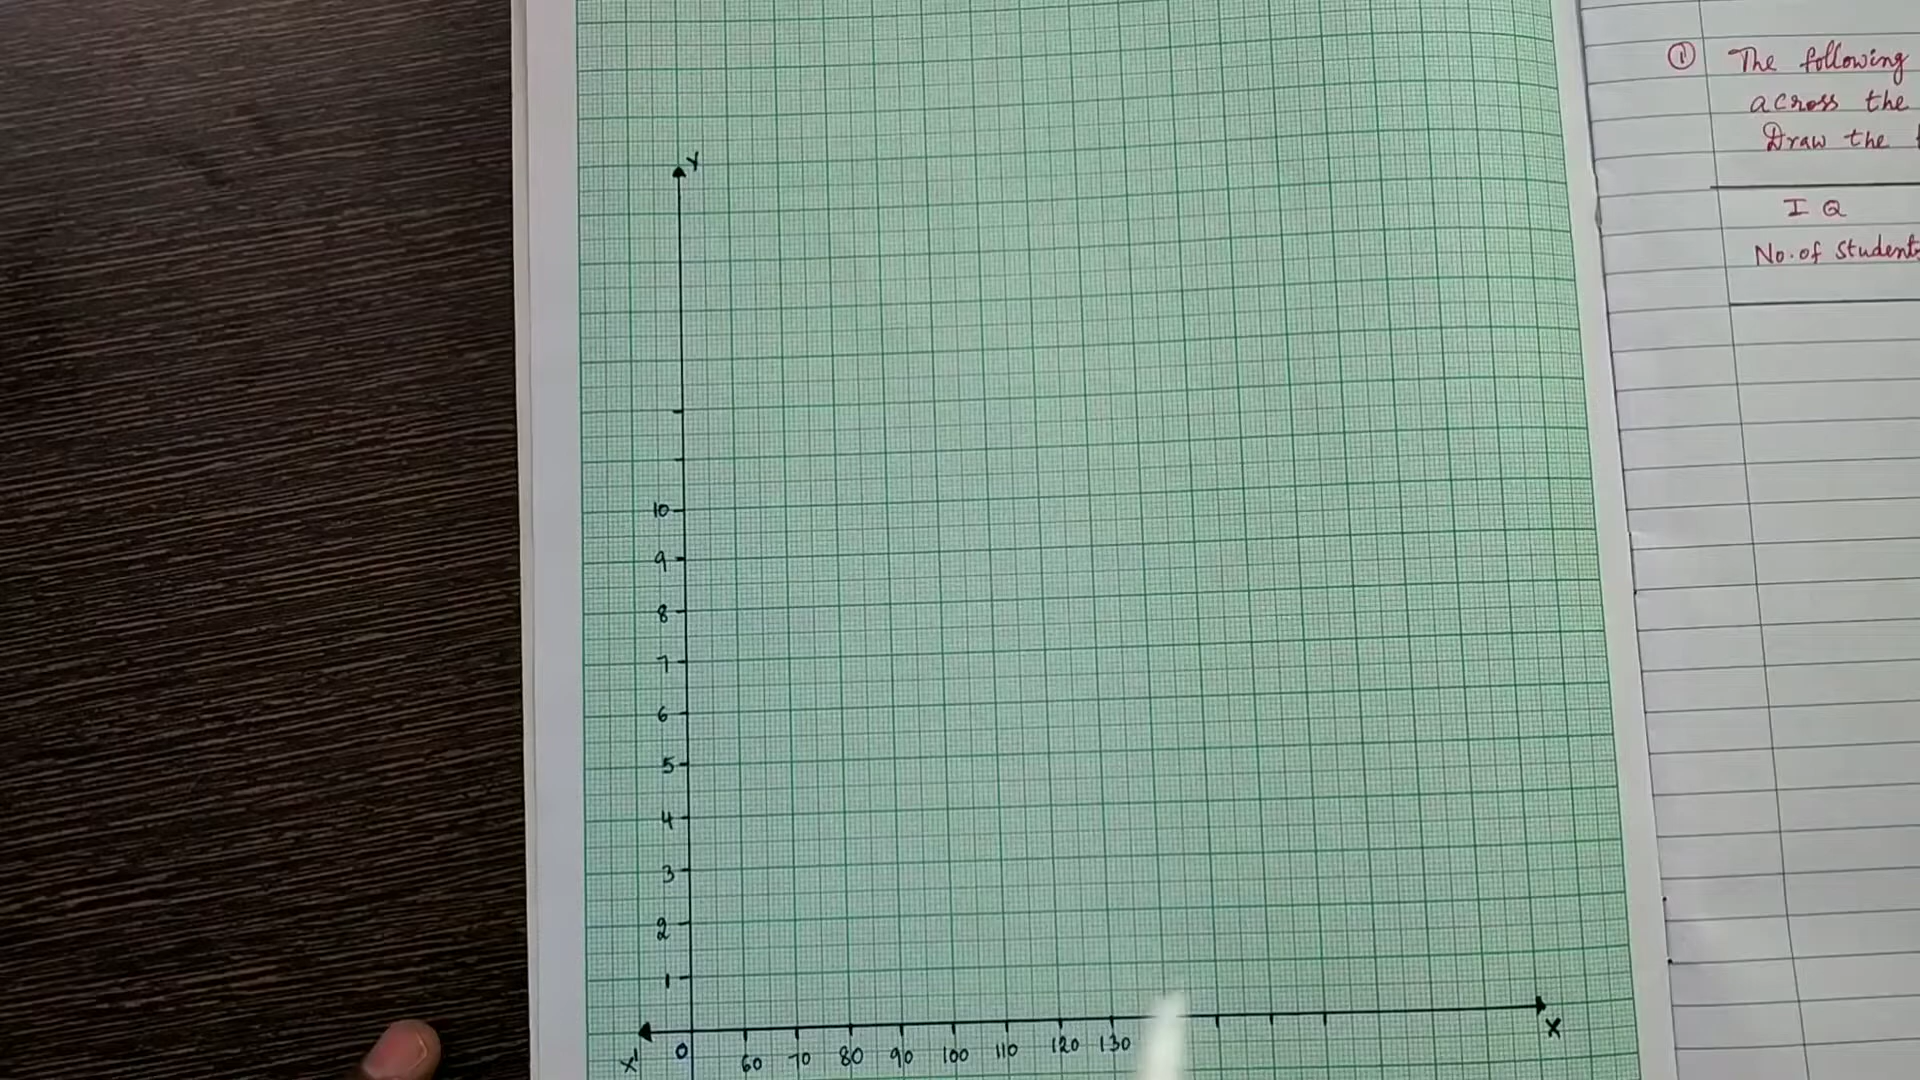 Y
10
9
8
7
6
5
4
3
2
1
X' 0 60 70 80 90 100 110 120 130 X
① The following
across the
Draw the
I Q
No. of Students